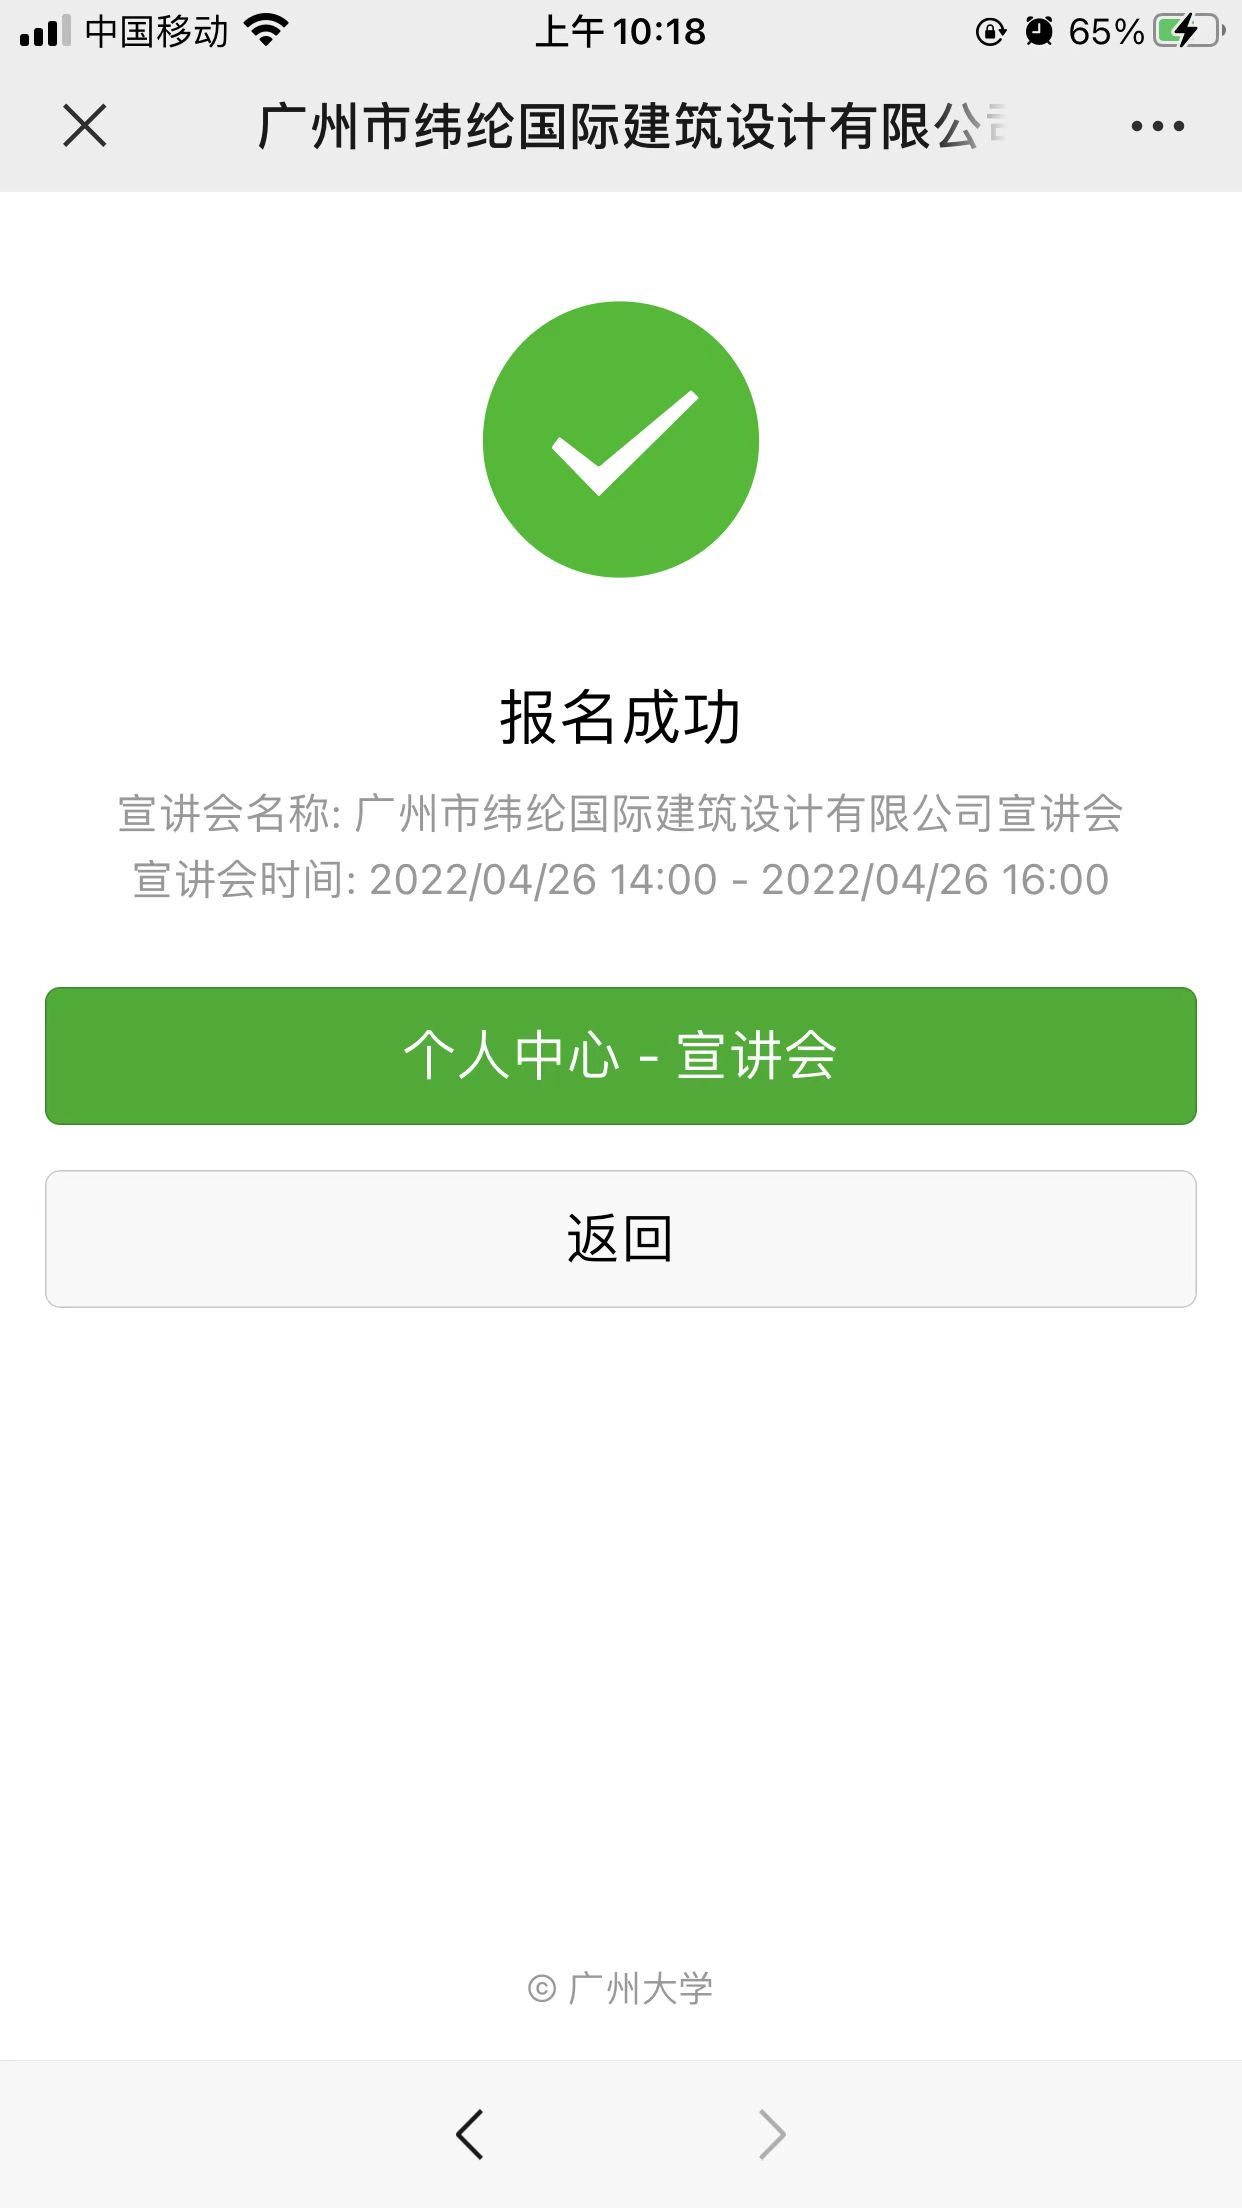 中国移动
上午10:18
65%
广州市纬纶国际建筑设计有限公
报名成功
宣讲会名称: 广州市纬纶国际建筑设计有限公司宣讲会
宣讲会时间: 2022/04/26 14:00 - 2022/04/26 16:00
个人中心 - 宣讲会
返回
© 广州大学